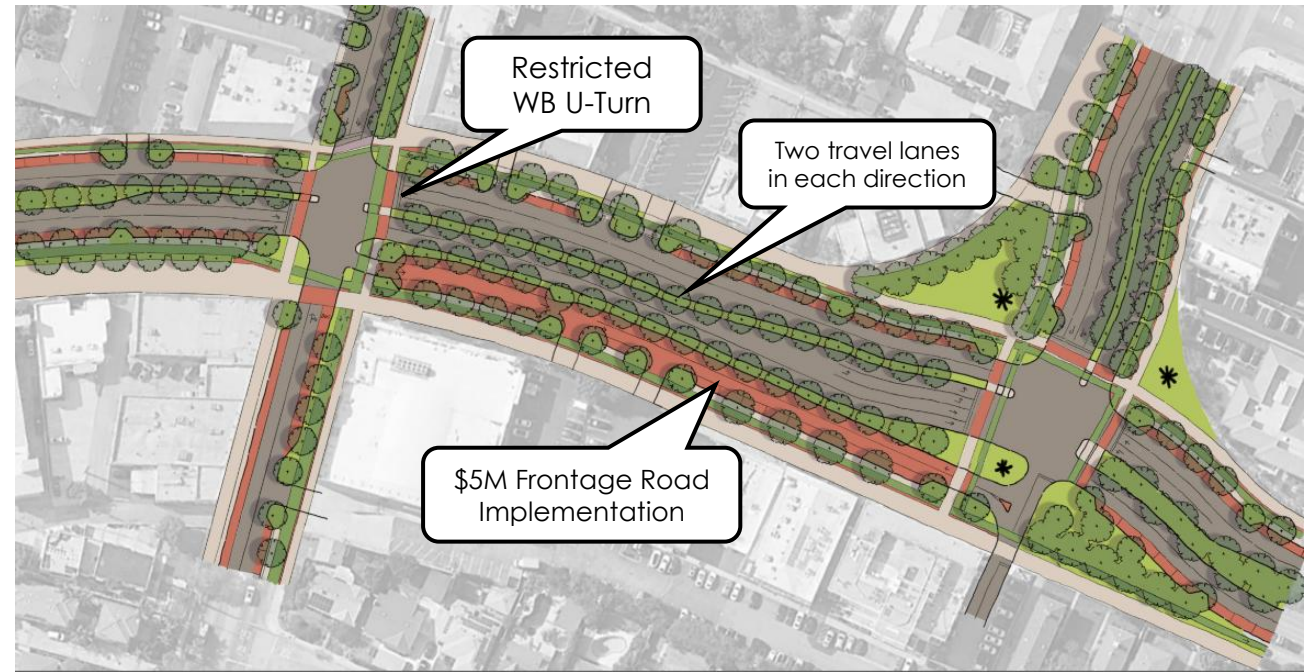 Restricted
WB U-Turn
Two travel lanes
in each direction
$5M Frontage Road
Implementation